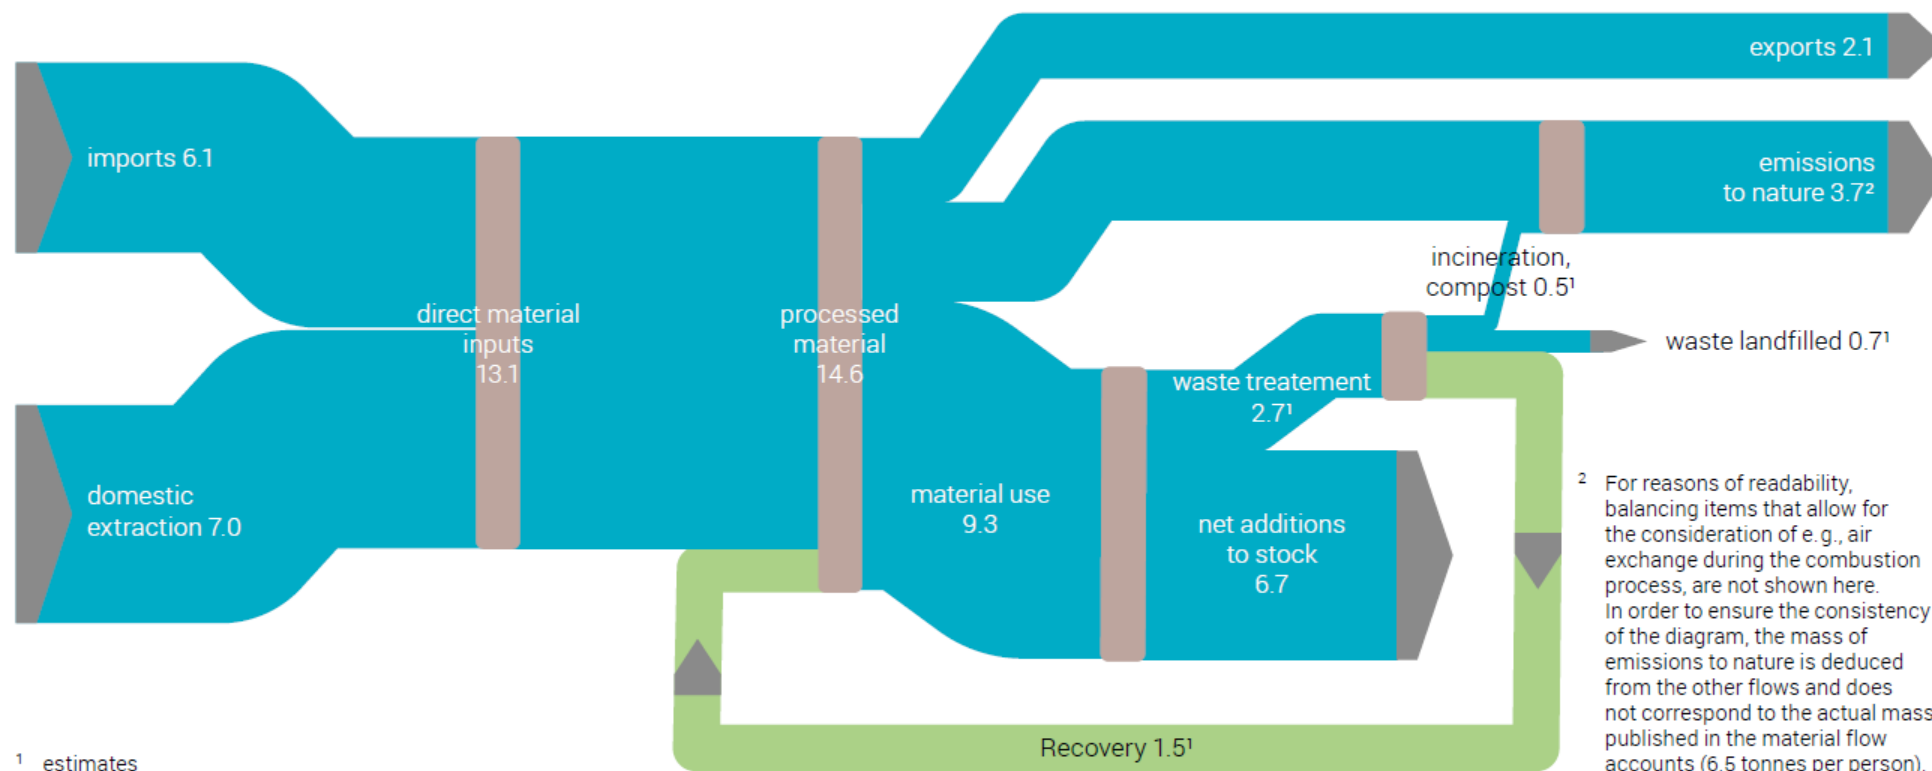 exports 2.1
imports 6.1
emissions
to nature 3.7²
incineration,
compost 0.5¹
direct material
inputs
13.1
processed
material
14.6
waste landfilled 0.7¹
waste treatement
2.7¹
domestic
extraction 7.0
material use
9.3
net additions
to stock
6.7
² For reasons of readability,
balancing items that allow for
the consideration of e.g., air
exchange during the combustion
process, are not shown here.
In order to ensure the consistency
of the diagram, the mass of
emissions to nature is deduced
from the other flows and does
not correspond to the actual mass
published in the material flow
accounts (6.5 tonnes per person).
Recovery 1.5¹
¹ estimates